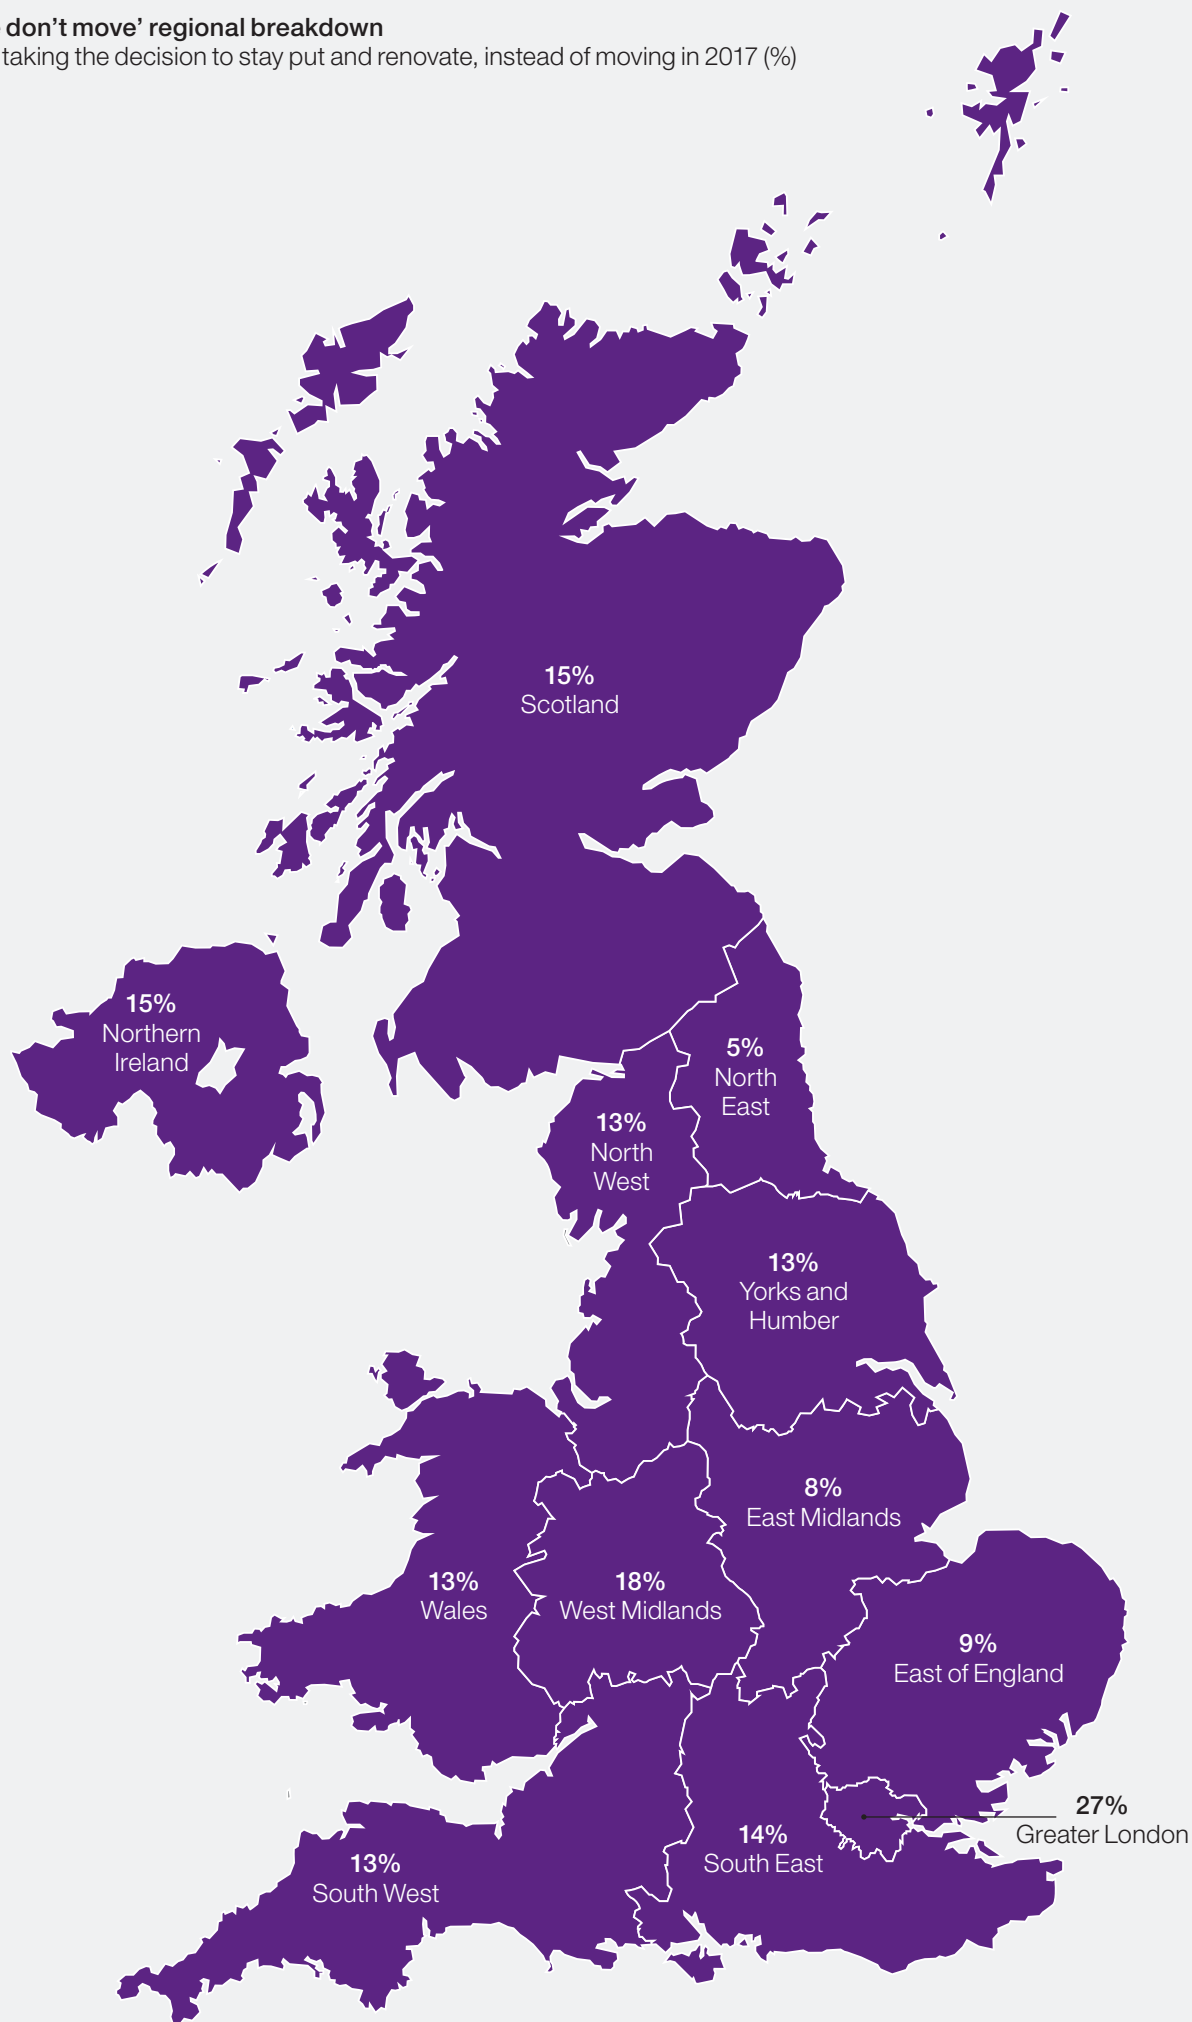 don't move’ regional breakdown
taking the decision to stay put and renovate, instead of moving in 2017 (%)
15%
Scotland
15%
Northern
Ireland
5%
North
East
13%
North
West
13%
Yorks and
Humber
8%
East Midlands
13%
Wales
18%
West Midlands
9%
East of England
27%
Greater London
14%
South East
13%
South West